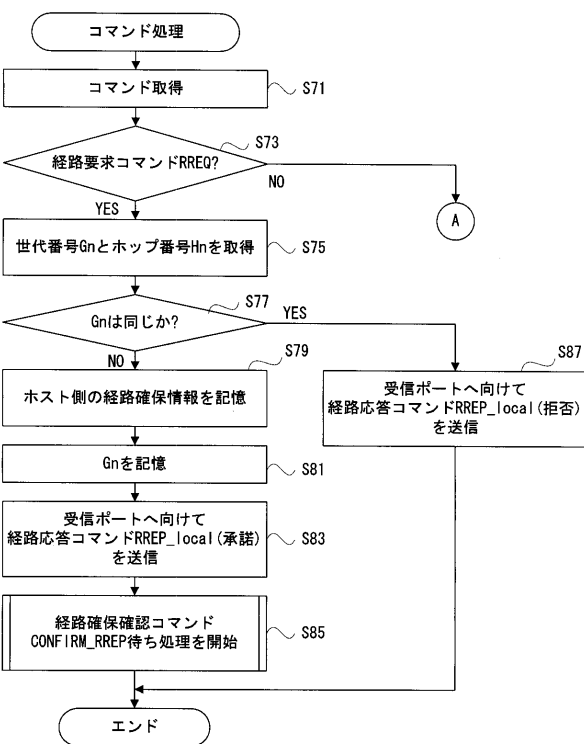 コマンド処理
コマンド取得
S71
経路要求コマンドRREQ?
S73
NO
YES
A
世代番号Gnとホップ番号Hnを取得
S75
Gnは同じか?
S77
YES
NO
ホスト側の経路確保情報を記憶
S79
受信ポートへ向けて
経路応答コマンドRREP_local(拒否)
を送信
S87
Gnを記憶
S81
受信ポートへ向けて
経路応答コマンドRREP_local(承諾)
を送信
S83
経路確保確認コマンド
CONFIRM_RREP待ち処理を開始
S85
エンド